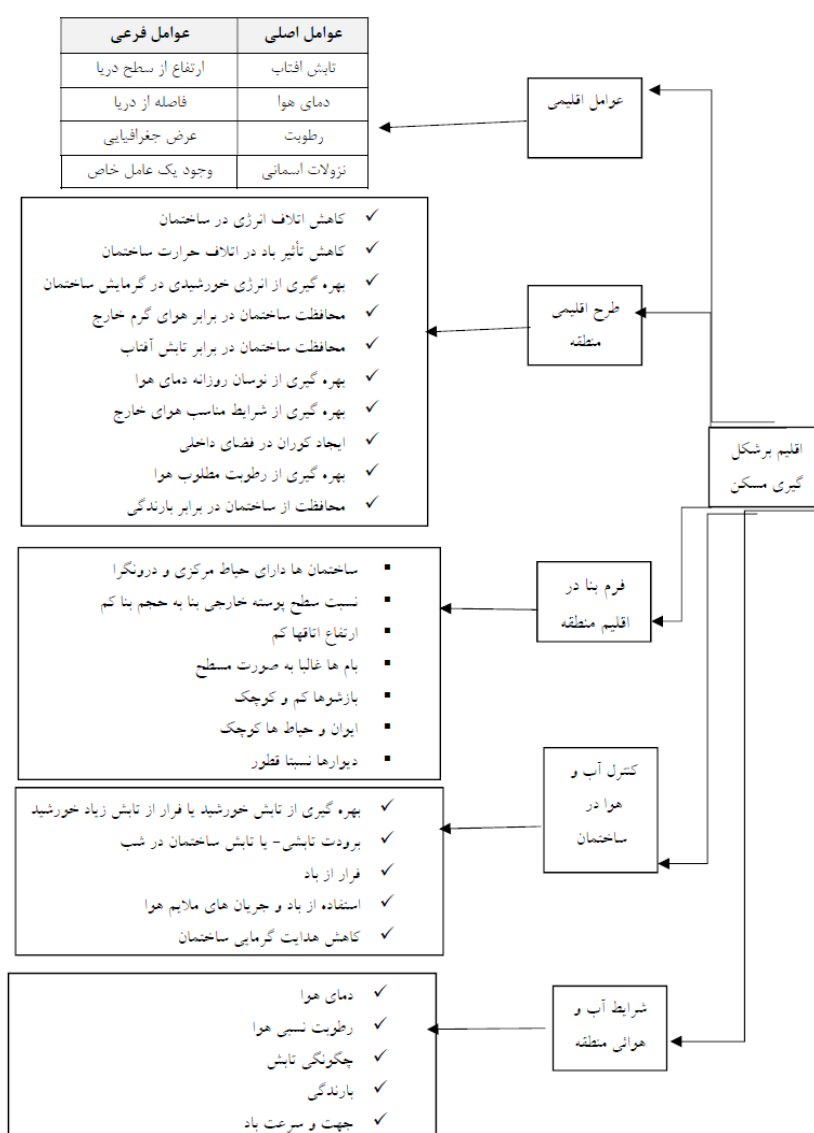 عوامل اصلی عوامل فرعی
تابش افتاب ارتفاع از سطح دریا
دمای هوا فاصله از دریا
رطوبت عرض جغرافیایی
نزولات اسمانی وجود یک عامل خاص
عوامل اقلیمی
کاهش اتلاف انرژی در ساختمان
کاهش تأثیر باد در اتلاف حرارت ساختمان
بهره گیری از انرژی خورشیدی در گرمایش ساختمان
محافظت ساختمان در برابر هوای گرم خارج
محافظت ساختمان در برابر تابش آفتاب
بهره گیری از نوسان روزانه دمای هوا
بهره گیری از شرایط مناسب هوای خارج
ایجاد کوران در فضای داخلی
بهره گیری از رطوبت مطلوب هوا
محافظت از ساختمان در برابر بارندگی
طرح اقلیمی
منطقه
اقلیم برشکل
گیری مسکن
ساختمان ها دارای حیاط مرکزی و درونگرا
نسبت سطح پوسته خارجی بنا به حجم بنا کم
ارتفاع اتاقها کم
بام ها غالبا به صورت مسطح
بازشوها کم و کوچک
ایوان و حیاط ها کوچک
دیوارها نسبتا قطور
فرم بنا در
اقلیم منطقه
کنترل آب و
هوا در
ساختمان
بهره گیری از تابش خورشید یا فرار از تابش زیاد خورشید
برودت تابشی- یا تابش ساختمان در شب
فرار از باد
استفاده از باد و جریان های ملایم هوا
کاهش هدایت گرمایی ساختمان
شرایط آب و
هوائی منطقه
دمای هوا
رطوبت نسبی هوا
چگونگی تابش
بارندگی
جهت و سرعت باد